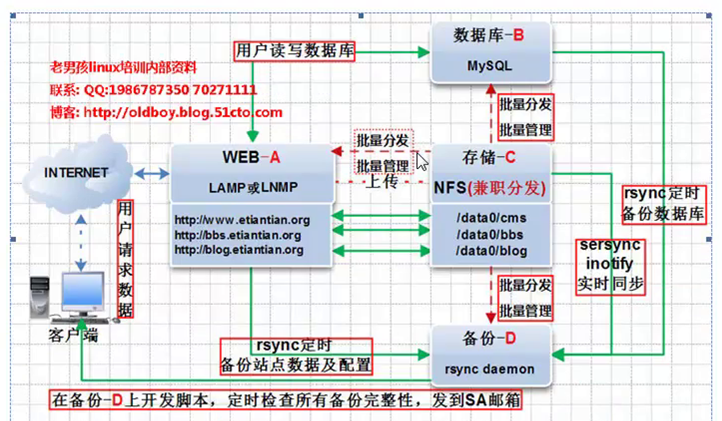 老男孩linux培训内部资料
联系: QQ:1986787350 70271111
博客: http://oldboy.blog.51cto.com
用户读写数据库
数据库-B
MySQL
批量分发
批量管理
INTERNET
WEB-A
LAMP或LNMP
http://www.etiantian.org
http://bbs.etiantian.org
http://blog.etiantian.org
批量分发
批量管理
上传
存储-C
NFS(兼职分发)
/data0/cms
/data0/bbs
/data0/blog
rsync定时
备份数据库
sersync
inotify
实时同步
用户请求数据
客户端
批量分发
批量管理
rsync定时
备份站点数据及配置
备份-D
rsync daemon
在备份-D上开发脚本，定时检查所有备份完整性，发到SA邮箱